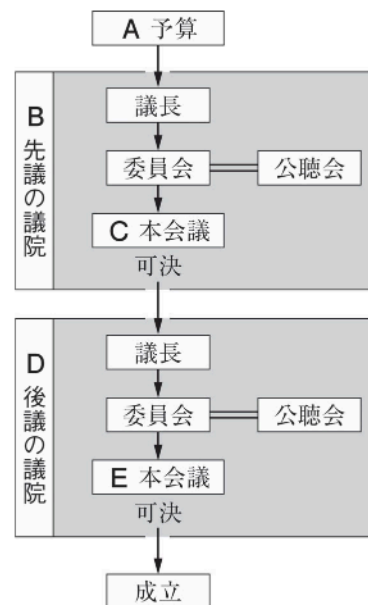 A 予算
B 先議の議院
議長
委員会
公聴会
C 本会議
可決
D 後議の議院
議長
委員会
公聴会
E 本会議
可決
成立